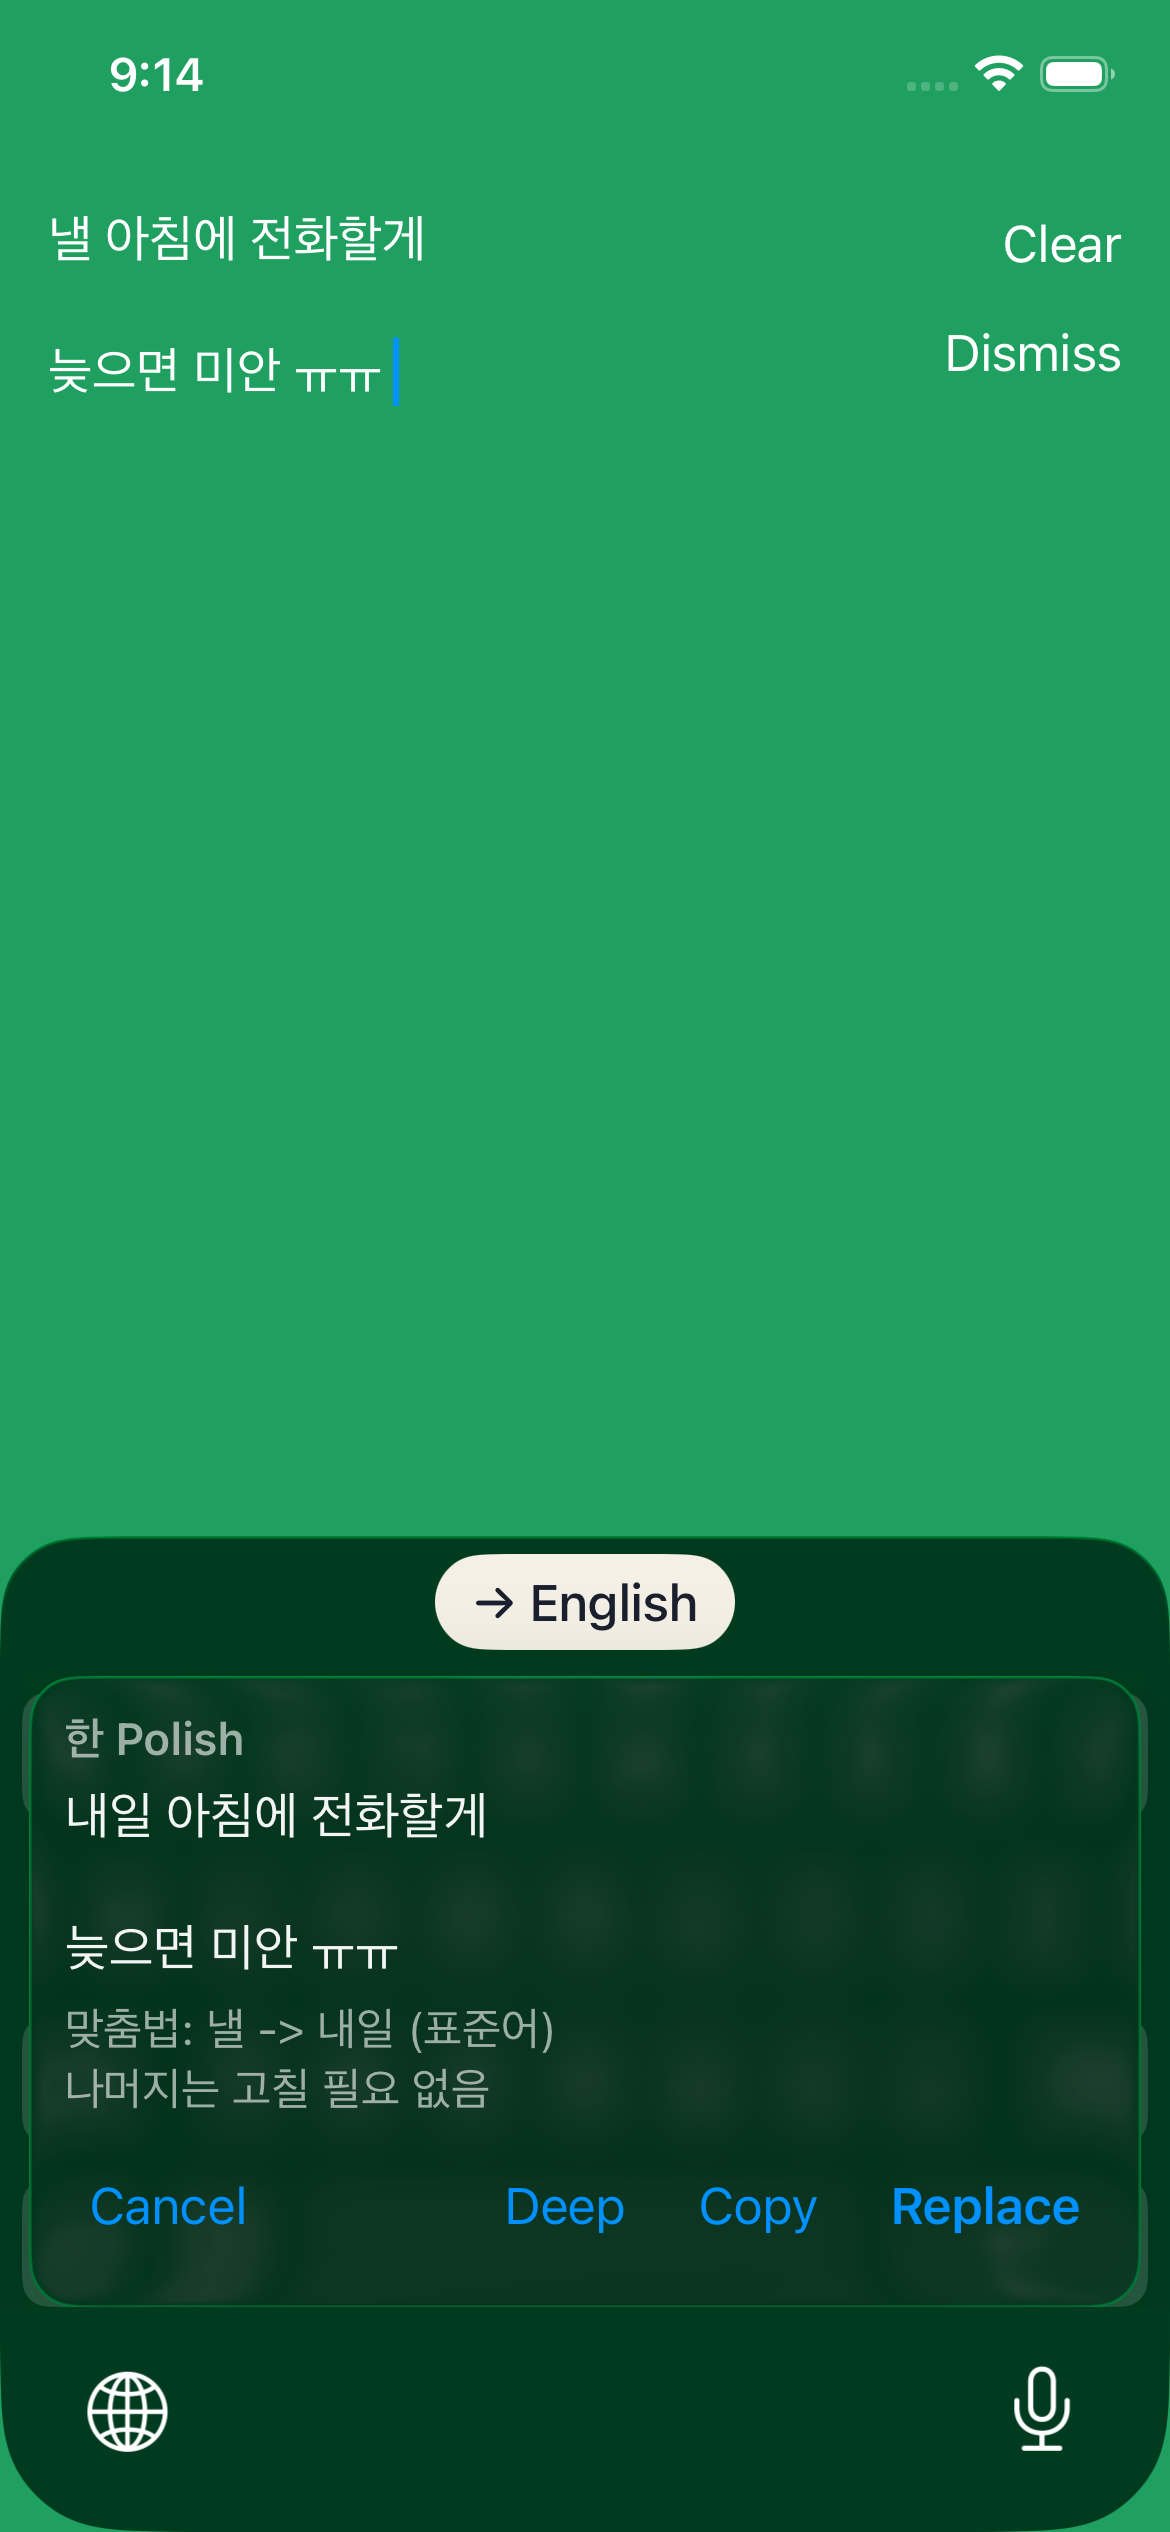 9:14
낼 아침에 전화할게
Clear
늦으면 미안 ㅠㅠ
Dismiss
→ English
한 Polish
내일 아침에 전화할게
늦으면 미안 ㅠㅠ
맞춤법: 낼 -> 내일 (표준어)
나머지는 고칠 필요 없음
Cancel Deep Copy Replace